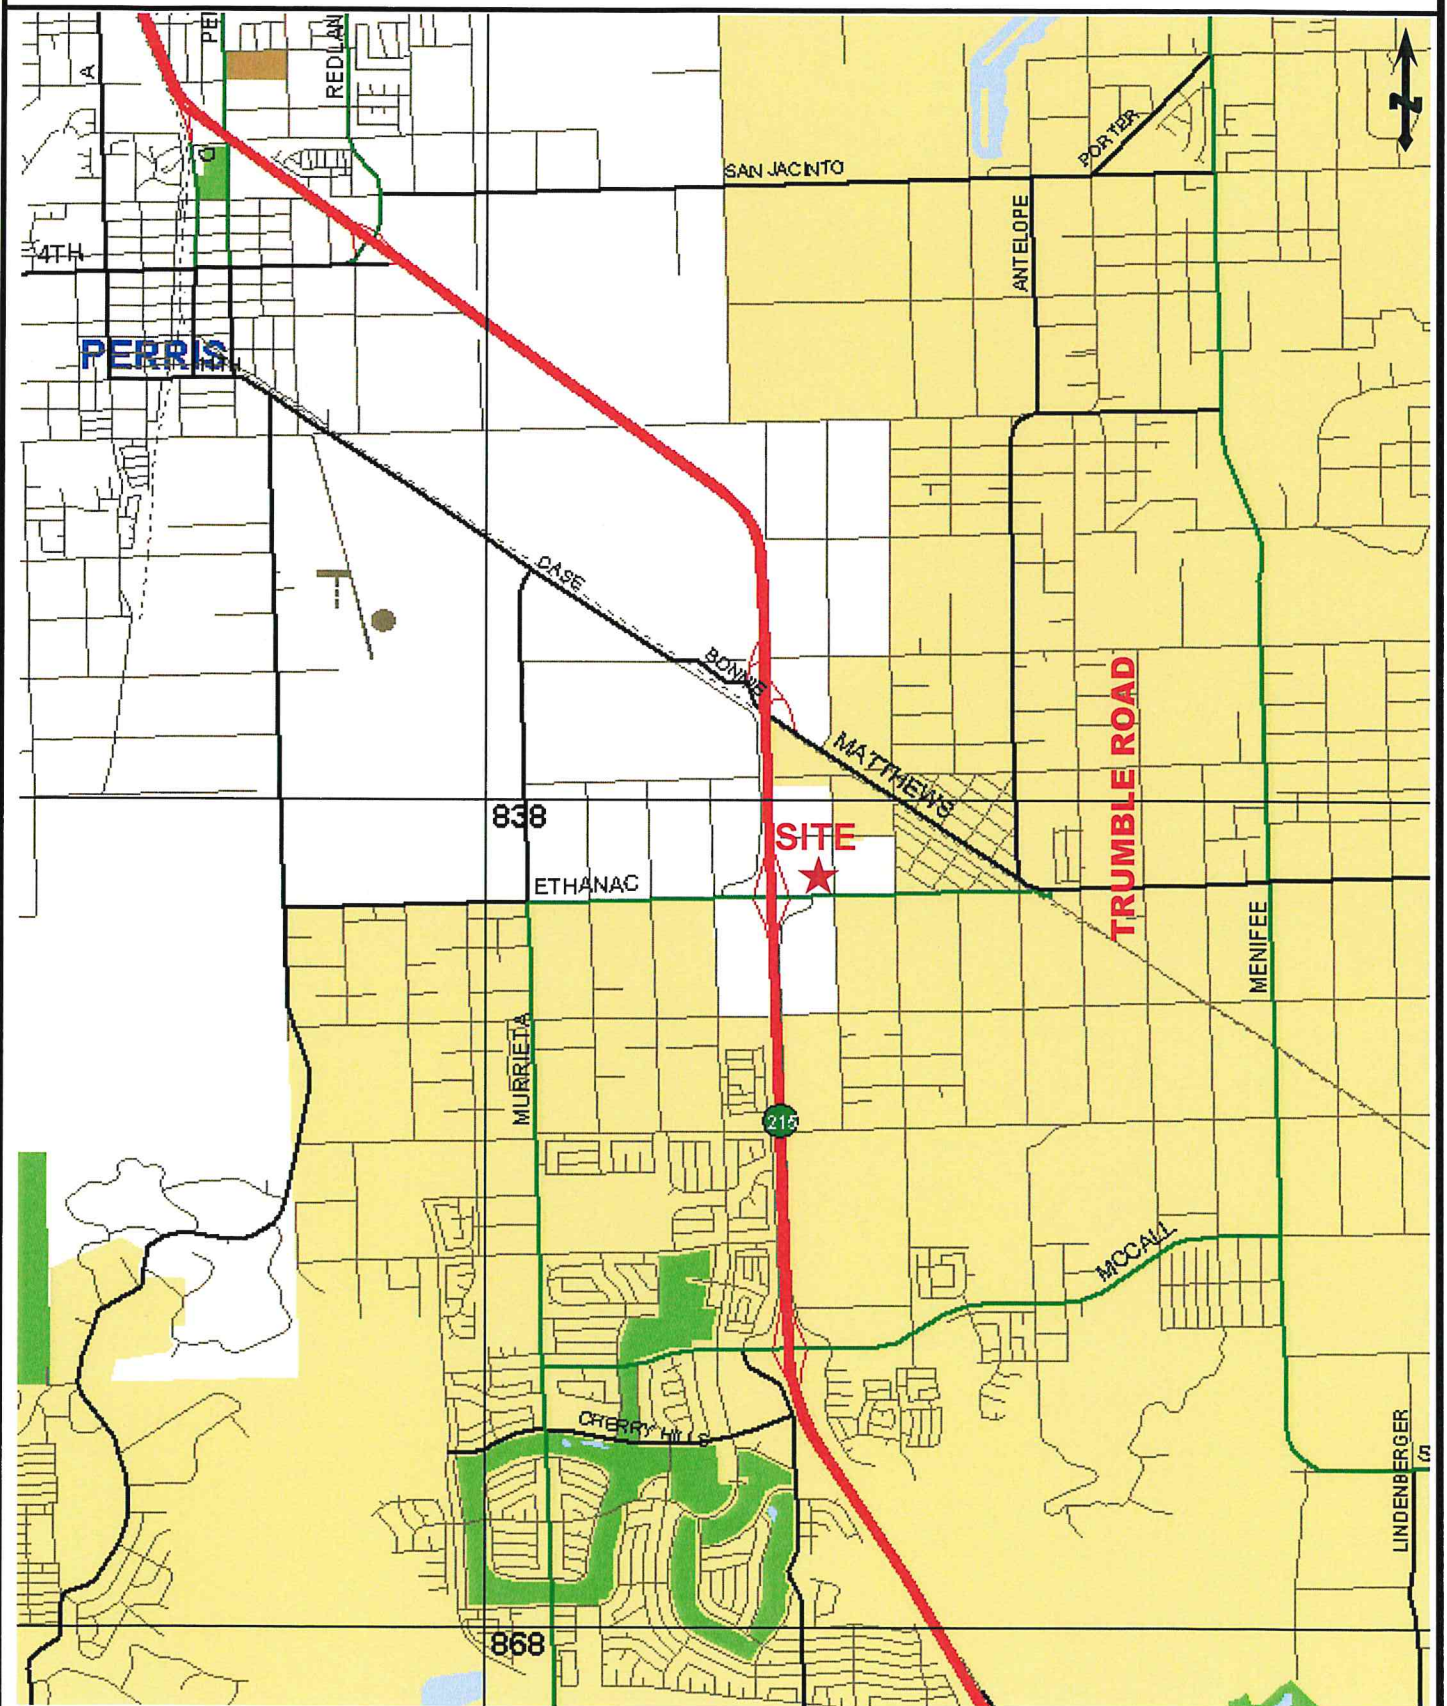 A
PER
REDLAN
D
PORTER
SAN JACINTO
ANTELOPE
4TH
PERRIS
CASE
BONNIE
MATTHEWS
TRUMBLE ROAD
838
SITE
ETHANAC
MENIFEE
MURRIETA
215
MCCALL
CHERRY HILLS
LINDENBERGER
S
868
N